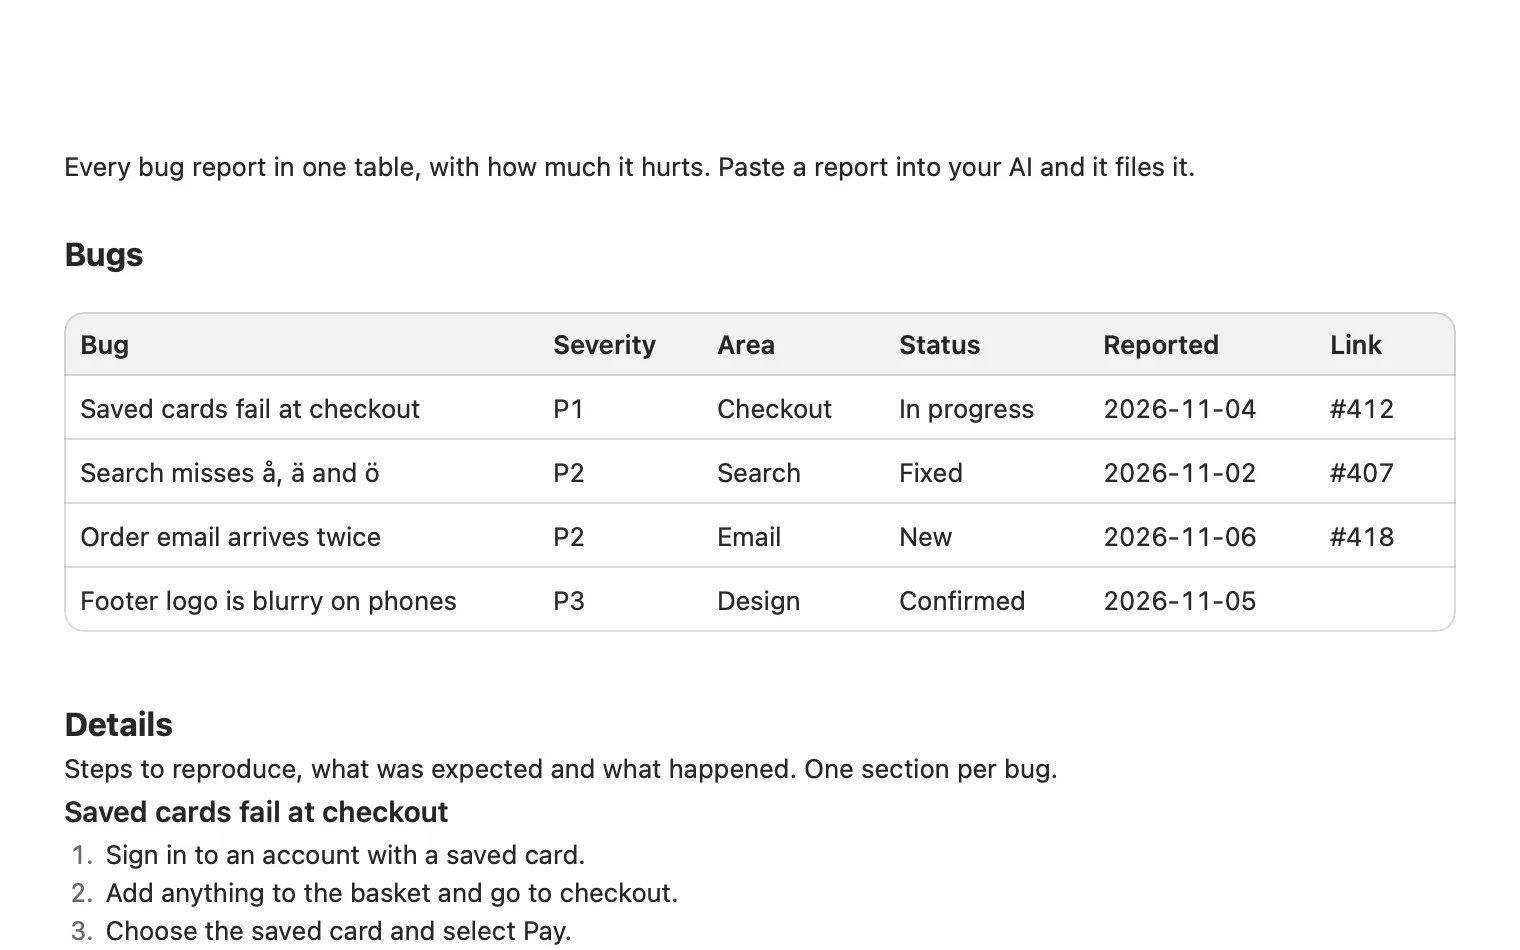 Every bug report in one table, with how much it hurts. Paste a report into your AI and it files it.
Bugs
Bug Severity Area Status Reported Link
Saved cards fail at checkout P1 Checkout In progress 2026-11-04 #412
Search misses å, ä and ö P2 Search Fixed 2026-11-02 #407
Order email arrives twice P2 Email New 2026-11-06 #418
Footer logo is blurry on phones P3 Design Confirmed 2026-11-05
Details
Steps to reproduce, what was expected and what happened. One section per bug.
Saved cards fail at checkout
1. Sign in to an account with a saved card.
2. Add anything to the basket and go to checkout.
3. Choose the saved card and select Pay.